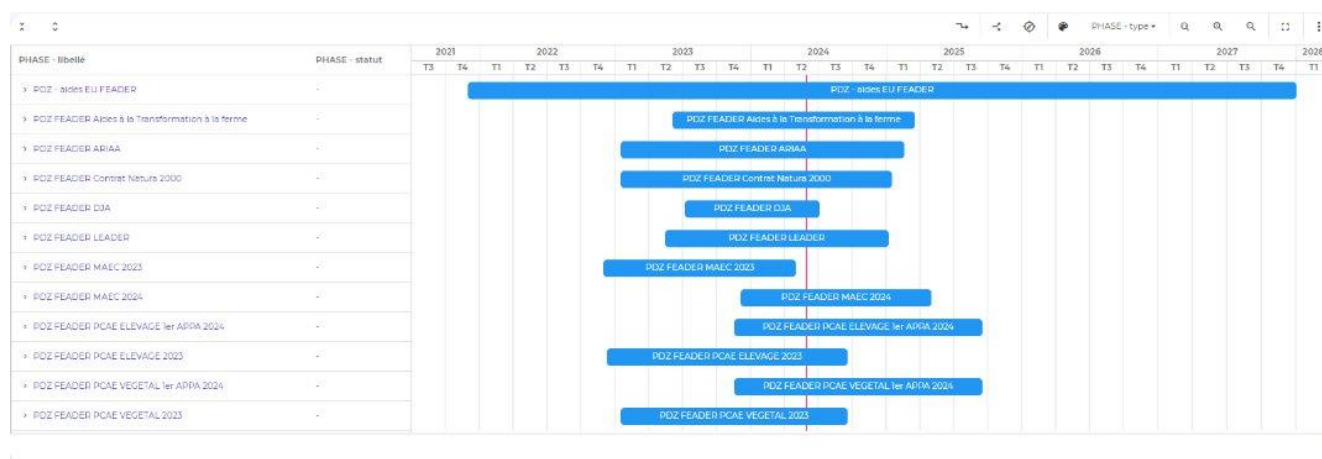 PHASE - type
PHASE - libellé PHASE - statut 2021 2022 2023 2024 2025 2026 2027 2028
T3 T4 T1 T2 T3 T4 T1 T2 T3 T4 T1 T2 T3 T4 T1 T2 T3 T4 T1 T2 T3 T4 T1 T2 T3 T4 T1
PDZ - aides EU FEADER - PDZ - aides EU FEADER
PDZ FEADER Aides à la Transformation à la ferme - PDZ FEADER Aides à la Transformation à la ferme
PDZ FEADER ARIAA - PDZ FEADER ARIAA
PDZ FEADER Contrat Natura 2000 - PDZ FEADER Contrat Natura 2000
PDZ FEADER DJA - PDZ FEADER DJA
PDZ FEADER LEADER - PDZ FEADER LEADER
PDZ FEADER MAEC 2023 - PDZ FEADER MAEC 2023
PDZ FEADER MAEC 2024 - PDZ FEADER MAEC 2024
PDZ FEADER PCAE ELEVAGE 1er APPA 2024 - PDZ FEADER PCAE ELEVAGE 1er APPA 2024
PDZ FEADER PCAE ELEVAGE 2023 - PDZ FEADER PCAE ELEVAGE 2023
PDZ FEADER PCAE VEGETAL 1er APPA 2024 - PDZ FEADER PCAE VEGETAL 1er APPA 2024
PDZ FEADER PCAE VEGETAL 2023 - PDZ FEADER PCAE VEGETAL 2023